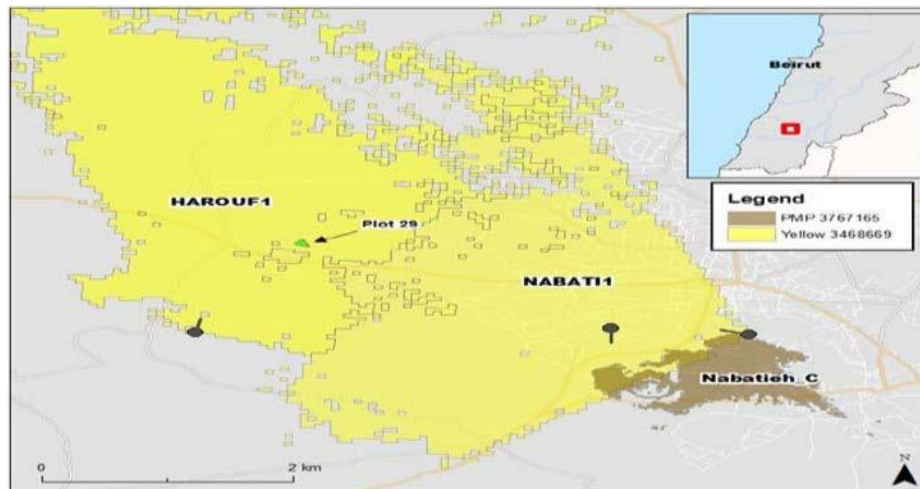 Beirut
HAROUF1
Plot 29
NABATI1
Nabatieh_C
Legend
PMP 3767165
Yellow 3468669
0
2 km
N